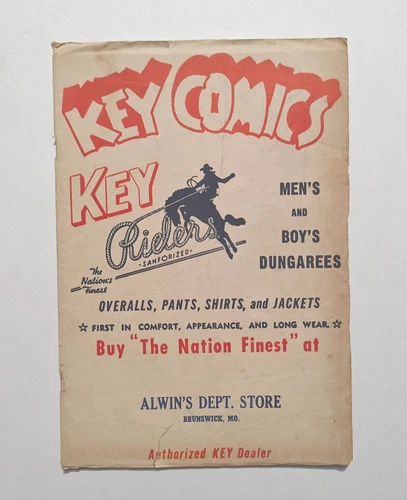 KEY COMICS
KEY
Riders
SANFORIZED
The
Nation's
Finest
MEN'S
AND
BOY'S
DUNGAREES
OVERALLS, PANTS, SHIRTS, and JACKETS
☆ FIRST IN COMFORT, APPEARANCE, AND LONG WEAR. ☆
Buy "The Nation Finest" at
ALWIN'S DEPT. STORE
BRUNSWICK, MO.
Authorized KEY Dealer